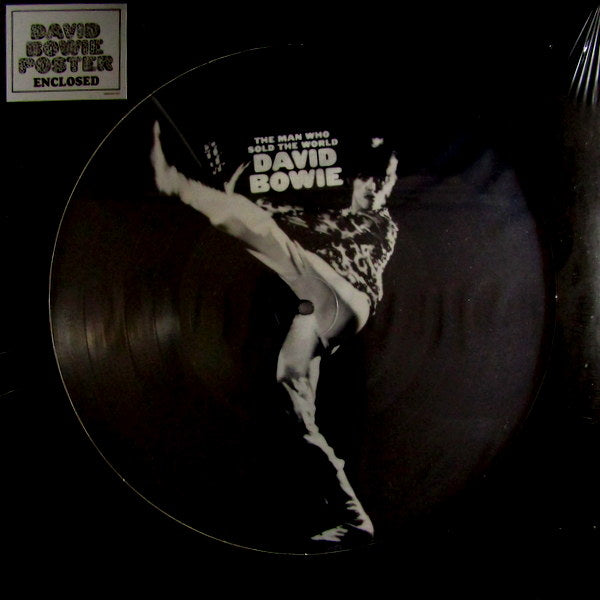 DAVID
BOWIE
POSTER
ENCLOSED
THE MAN WHO
SOLD THE WORLD
DAVID
BOWIE